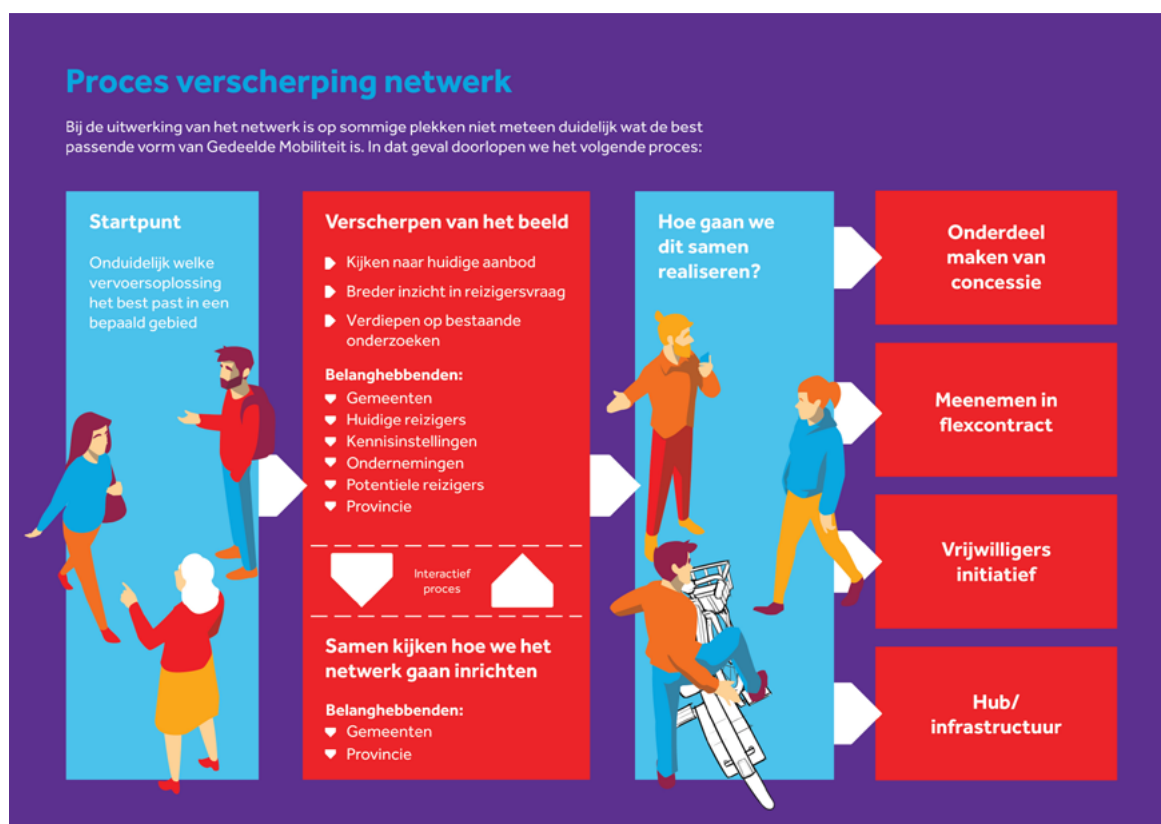 Proces verscherping netwerk
Bij de uitwerking van het netwerk is op sommige plekken niet meteen duidelijk wat de best
passende vorm van Gedeelde Mobiliteit is. In dat geval doorlopen we het volgende proces:
Startpunt
Onduidelijk welke
vervoersoplossing
het best past in een
bepaald gebied
Verscherpen van het beeld
Kijken naar huidige aanbod
Breder inzicht in reizigersvraag
Verdiepen op bestaande
onderzoeken
Belanghebbenden:
Gemeenten
Huidige reizigers
Kennisinstellingen
Ondernemingen
Potentiele reizigers
Provincie
Interactief
proces
Samen kijken hoe we het
netwerk gaan inrichten
Belanghebbenden:
Gemeenten
Provincie
Hoe gaan we
dit samen
realiseren?
Onderdeel
maken van
concessie
Meenemen in
flexcontract
Vrijwilligers
initiatief
Hub/
infrastructuur